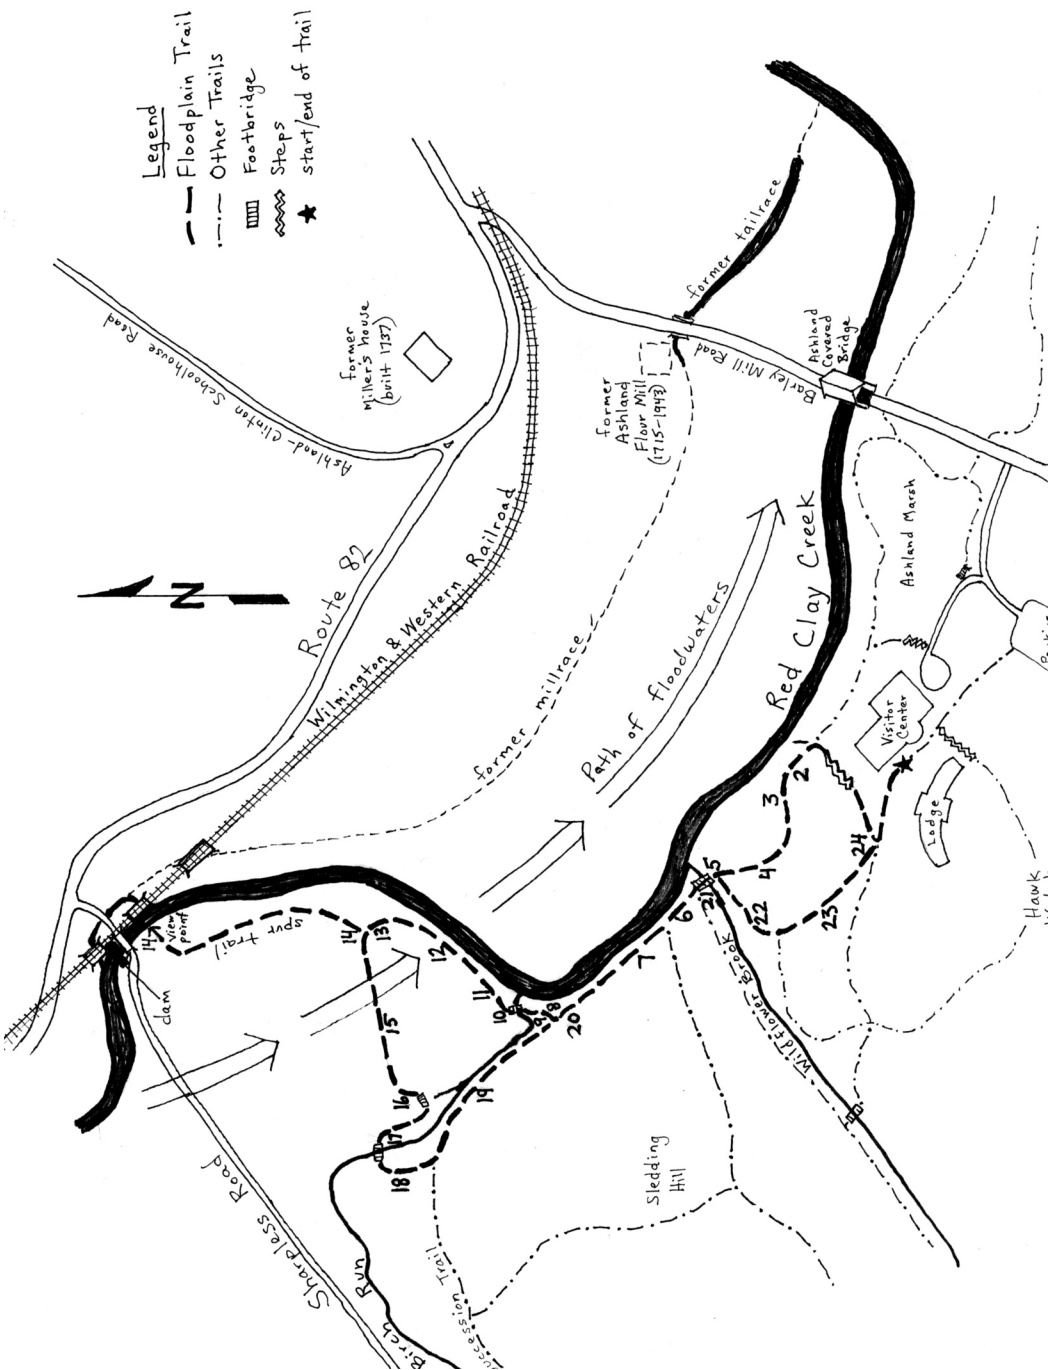 Legend
Floodplain Trail
Other Trails
Footbridge
Steps
start/end of trail
Ashland-Clinton Schoolhouse Road
former
Miller's house
(built 1737)
N
Route 82
Wilmington & Western Railroad
former tailrace
former
Ashland
Flour Mill
(1715-1943)
Barley Mill Road
Ashland
Covered
Bridge
former millrace
Path of floodwaters
Red Clay Creek
Ashland Marsh
Visitor
Center
Lodge
Hawk
dam
14.
view
point
spur trail
14
13
12
11
10
9
8
15
16
17
18
19
20
7
6
21
5
22
23
24
4
3
2
1
Wildflower Brook
Sledding
Hill
Sharpless Road
Birch Run
Trail